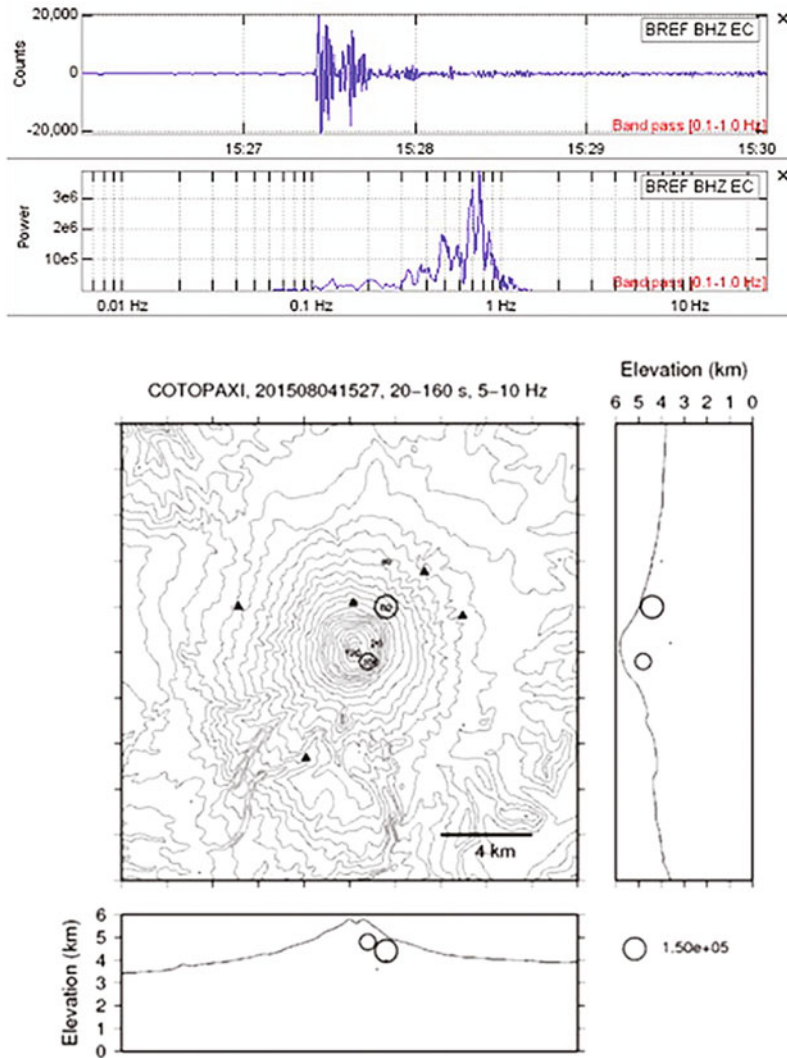 20,000
BREF BHZ EC
×
Counts
0
-20,000
Band pass [0.1-1.0 Hz]
15:27 15:28 15:29 15:30
BREF BHZ EC
×
Power
3e6
2e6
10e5
Band pass [0.1-1.0 Hz]
0.01 Hz 0.1 Hz 1 Hz 10 Hz
Elevation (km)
COTOPAXI, 201508041527, 20-160 s, 5-10 Hz
6 5 4 3 2 1 0
4 km
Elevation (km)
6
5
4
3
2
1
0
1.50e+05